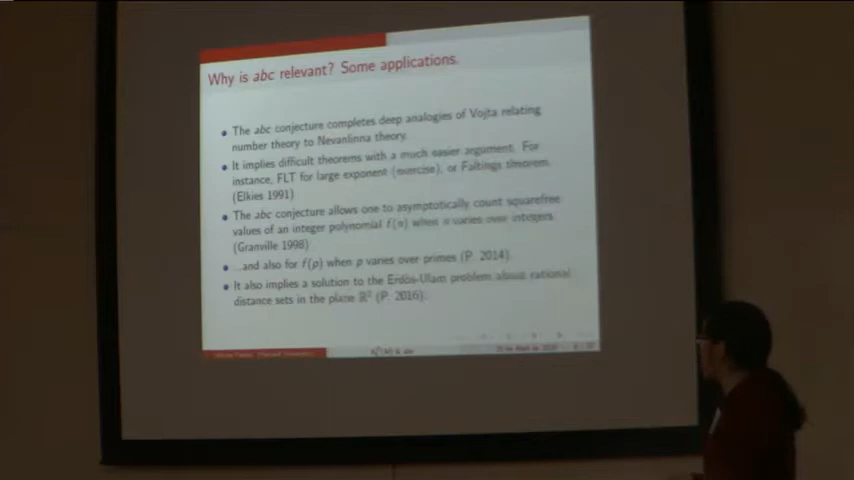 Why is abc relevant? Some applications.
The abc conjecture completes deep analogies of Vojta relating
number theory to Nevanlinna theory.
It implies difficult theorems with a much easier argument. For
instance, FLT for large exponent (exercise), or Faltings theorem
(Elkies 1991)
The abc conjecture allows one to asymptotically count squarefree
values of an integer polynomial f(n) when n varies over integers.
(Granville 1998)
...and also for f(p) when p varies over primes (P. 2014).
It also implies a solution to the Erdös-Ulam problem about rational
distance sets in the plane ℝ² (P. 2016).